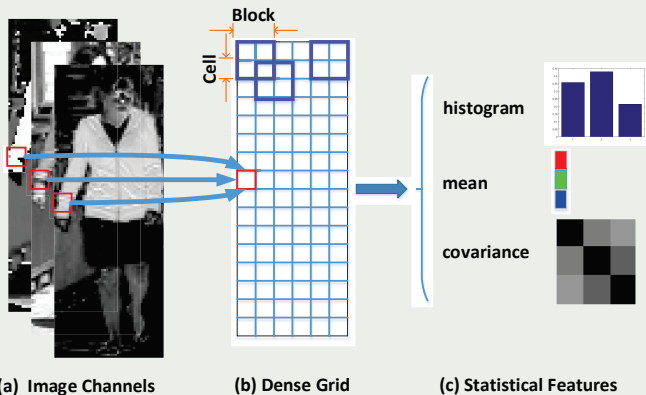 Block
Cell
histogram
mean
covariance
(a) Image Channels
(b) Dense Grid
(c) Statistical Features